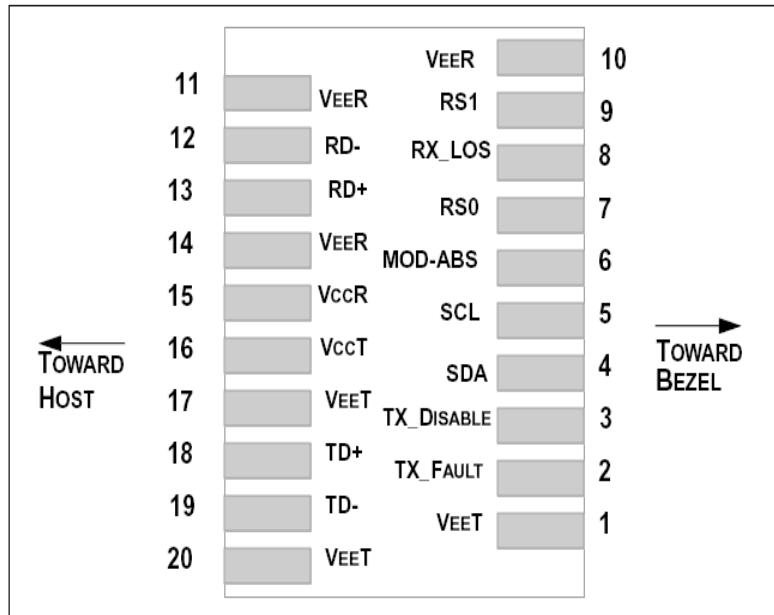 VEER 10
11 VEER
RS1 9
12 RD-
RX_LOS 8
13 RD+
RS0 7
14 VEER
MOD-ABS 6
15 VCCR
SCL 5
16 VCCT
TOWARD HOST
TOWARD BEZEL
SDA 4
17 VEET
TX_DISABLE 3
18 TD+
TX_FAULT 2
19 TD-
VEET 1
20 VEET